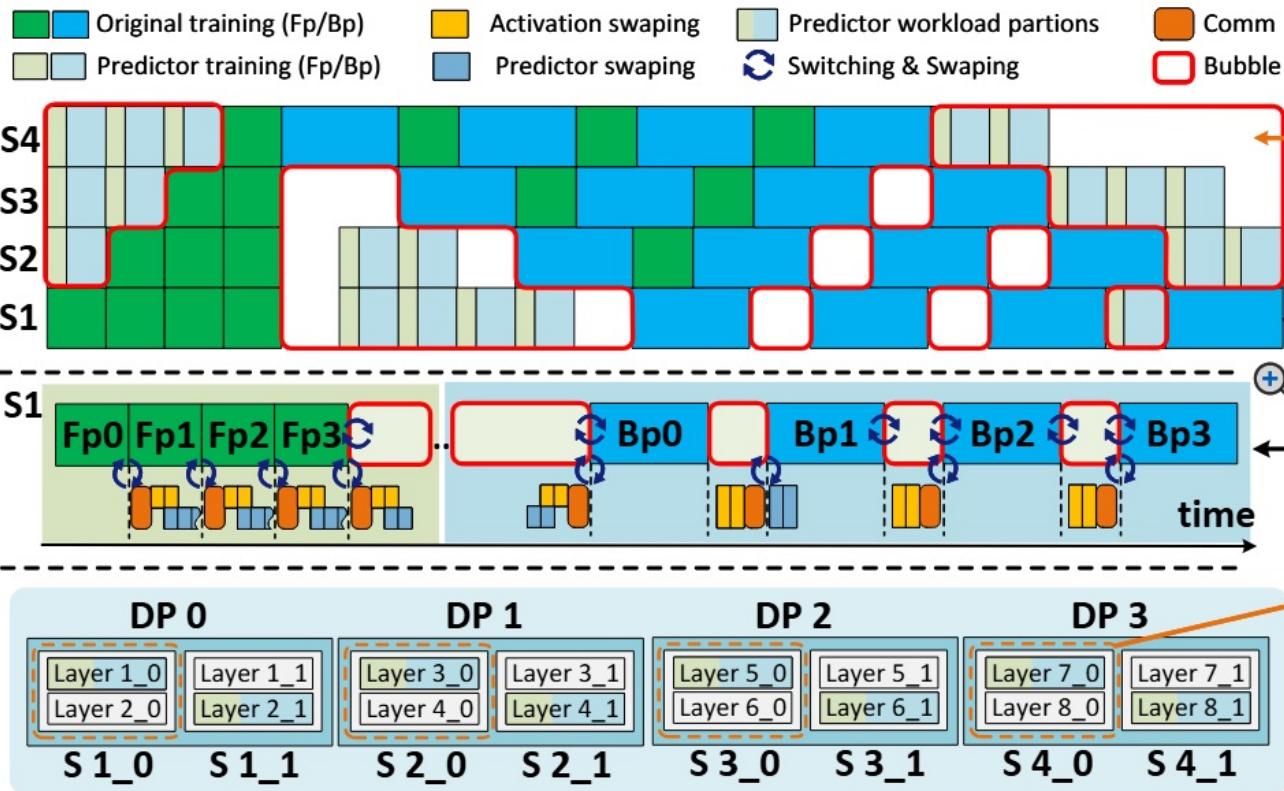 Original training (Fp/Bp) Activation swaping Predictor workload partions Comm
Predictor training (Fp/Bp) Predictor swaping Switching & Swaping Bubble
S4
S3
S2
S1
S1
Fp0 Fp1 Fp2 Fp3 .. Bp0 Bp1 Bp2 Bp3
time
DP 0 DP 1 DP 2 DP 3
Layer 1_0 Layer 1_1 Layer 3_0 Layer 3_1 Layer 5_0 Layer 5_1 Layer 7_0 Layer 7_1
Layer 2_0 Layer 2_1 Layer 4_0 Layer 4_1 Layer 6_0 Layer 6_1 Layer 8_0 Layer 8_1
S 1_0 S 1_1 S 2_0 S 2_1 S 3_0 S 3_1 S 4_0 S 4_1